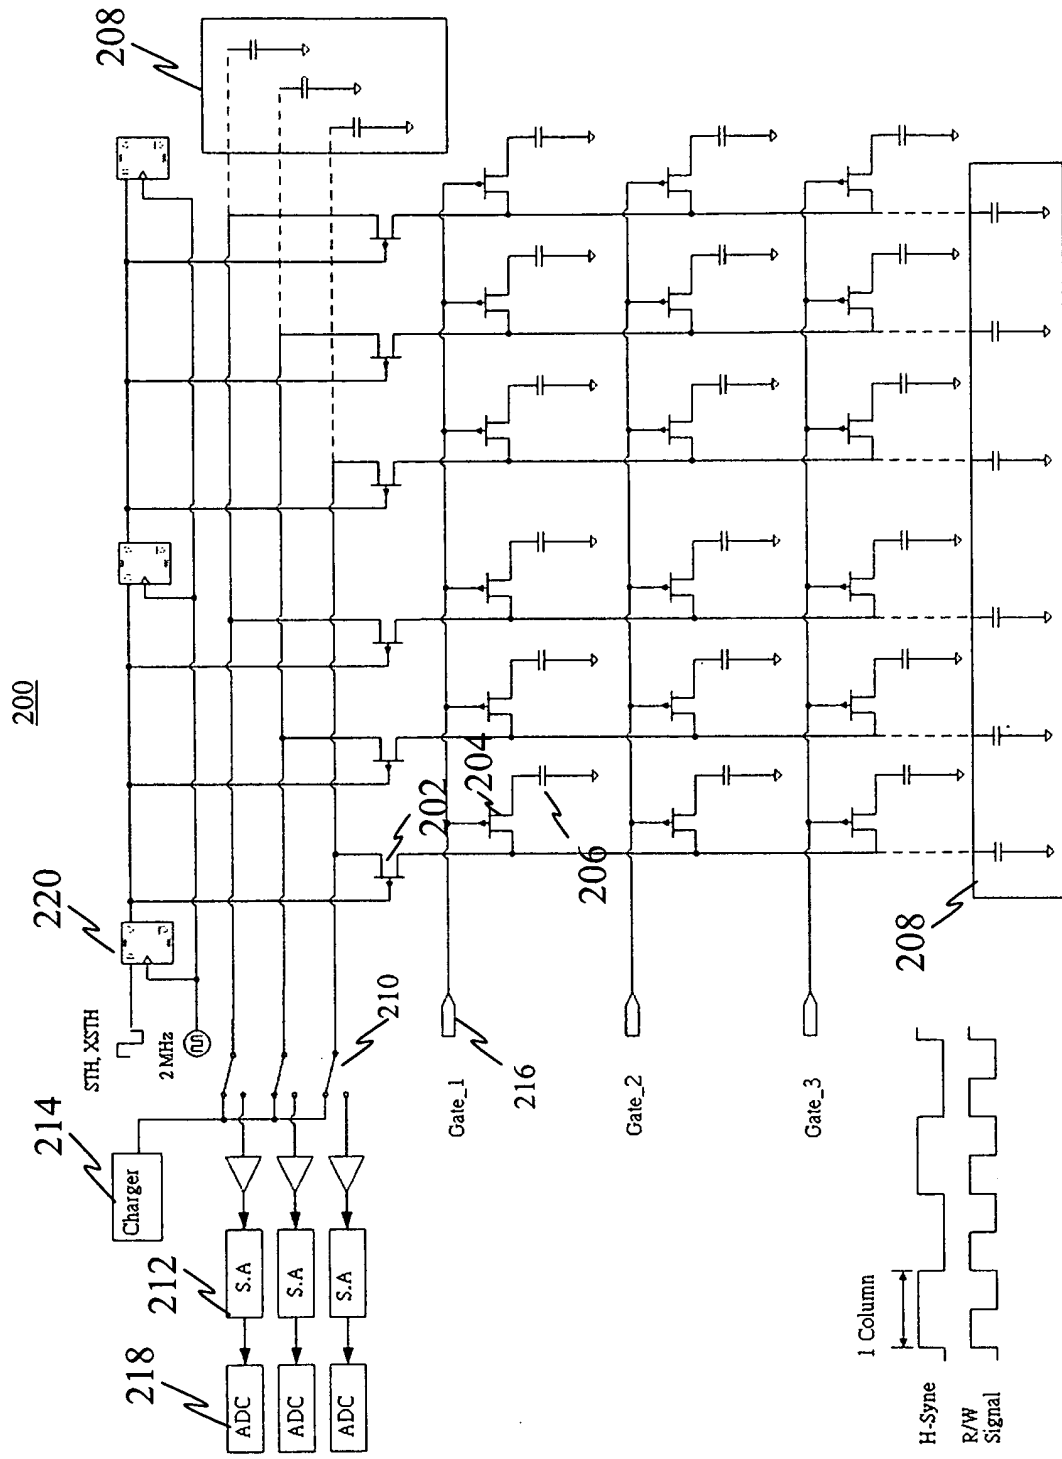 200
208
220
STH, XSTH
2 MHz
214
Charger
212
S.A
S.A
S.A
218
ADC
ADC
ADC
210
202
204
206
216
Gate_1
Gate_2
Gate_3
208
1 Column
H-Syne
R/W
Signal